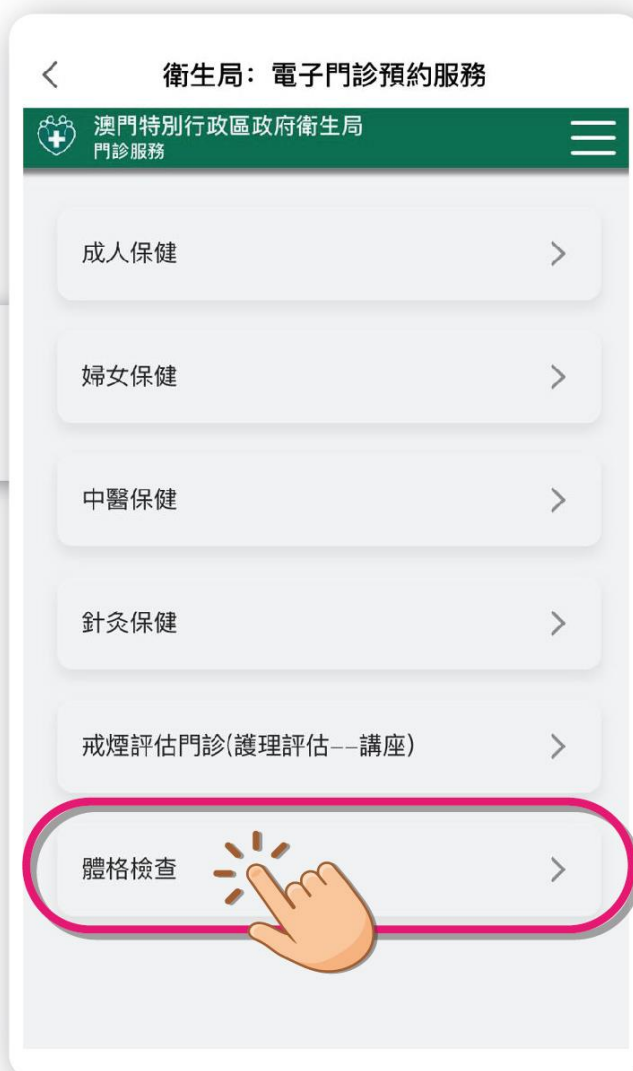 衛生局：電子門診預約服務
澳門特別行政區政府衛生局
門診服務
成人保健
婦女保健
中醫保健
針灸保健
戒煙評估門診(護理評估--講座)
體格檢查